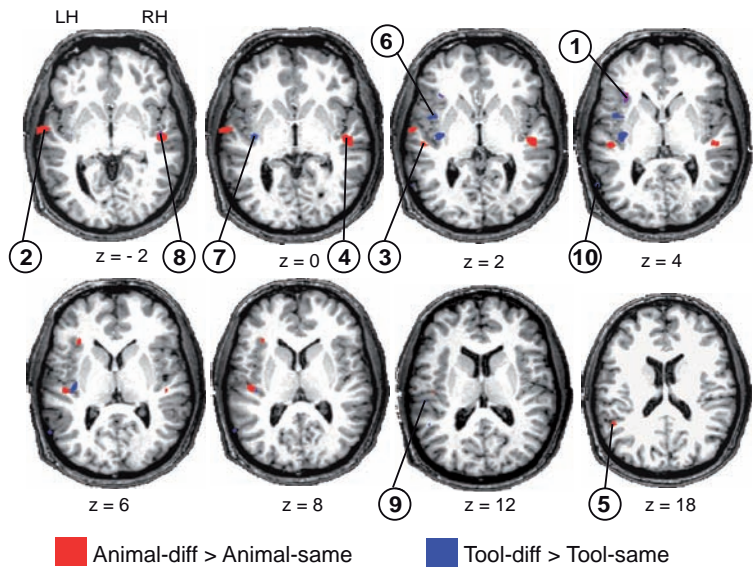 LH RH
6 1
2 z = - 2 8 7 z = 0 4 3 z = 2 10 z = 4
z = 6 z = 8 9 z = 12 5 z = 18
Animal-diff > Animal-same Tool-diff > Tool-same